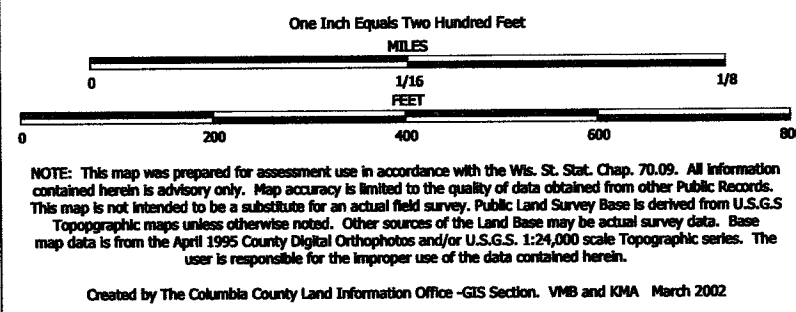 One Inch Equals Two Hundred Feet
MILES
0 1/16 1/8
FEET
0 200 400 600 80
NOTE: This map was prepared for assessment use in accordance with the Wis. St. Stat. Chap. 70.09. All information
contained herein is advisory only. Map accuracy is limited to the quality of data obtained from other Public Records.
This map is not intended to be a substitute for an actual field survey. Public Land Survey Base is derived from U.S.G.S
Topopgraphic maps unless otherwise noted. Other sources of the Land Base may be actual survey data. Base
map data is from the April 1995 County Digital Orthophotos and/or U.S.G.S. 1:24,000 scale Topographic series. The
user is responsible for the improper use of the data contained herein.
Created by The Columbia County Land Information Office -GIS Section. VMB and KMA March 2002